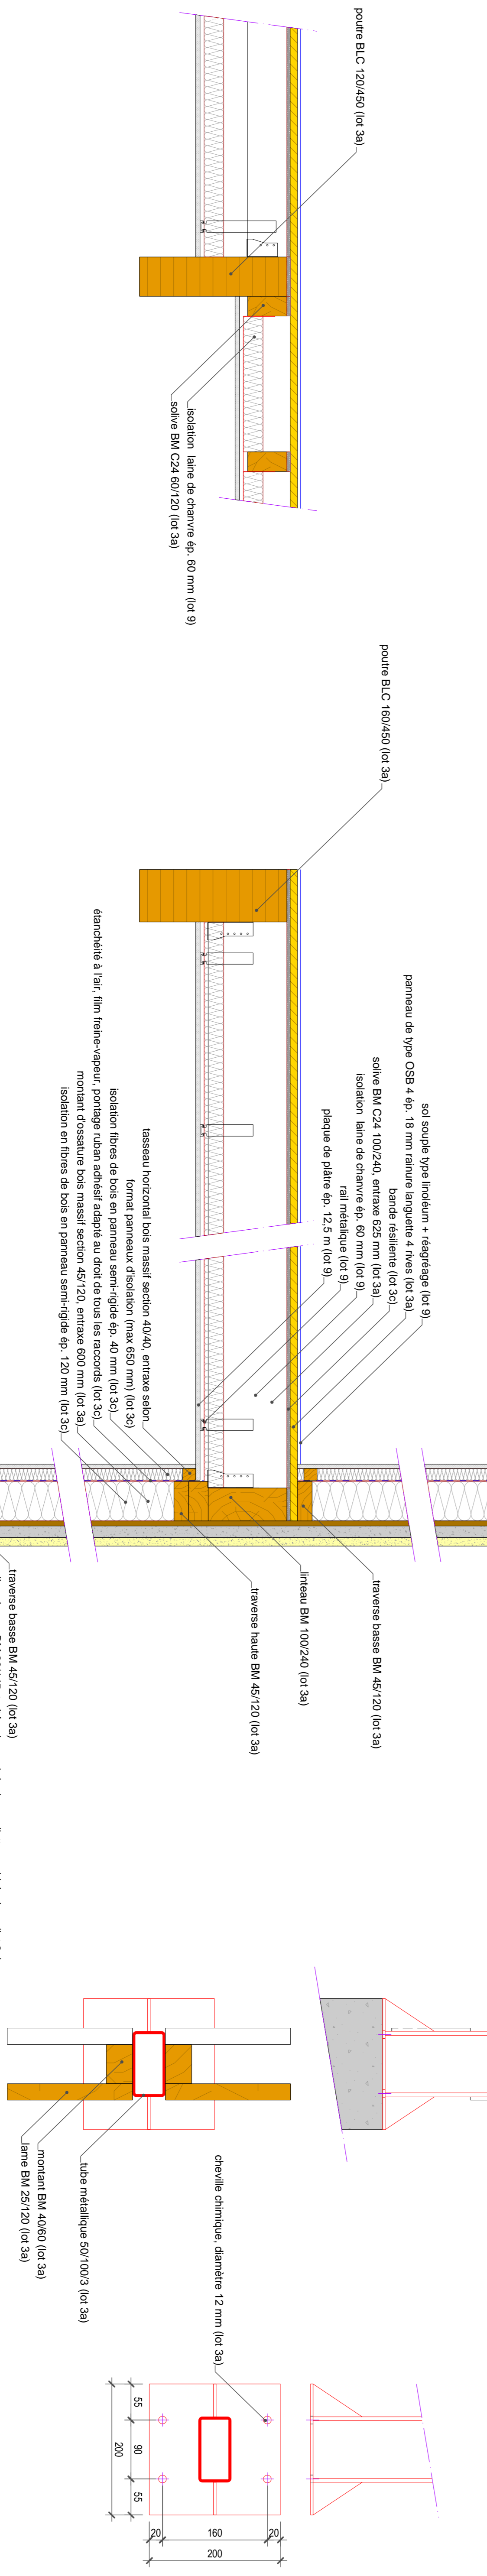 poutre BLC 120/450 (lot 3a)
isolation laine de chanvre ép. 60 mm (lot 9)
solive BM C24 60/120 (lot 3a)
poutre BLC 160/450 (lot 3a)
sol souple type linoléum + réagréage (lot 9)
panneau de type OSB 4 ép. 18 mm rainure languette 4 rives (lot 3a)
bande résiliente (lot 3c)
solive BM C24 100/240, entraxe 625 mm (lot 3a)
isolation laine de chanvre ép. 60 mm (lot 9)
rail métalique (lot 9)
plaque de plâtre ép. 12,5 m (lot 9)
tasseau horizontal bois massif section 40/40, entraxe selon
format panneaux d'isolation (max 650 mm) (lot 3c)
isolation fibres de bois en panneau semi-rigide ép. 40 mm (lot 3c)
étanchéité à l'air, film freine-vapeur, pontage ruban adhésif adapté au droit de tous les raccords (lot 3c)
montant d'ossature bois massif section 45/120, entraxe 600 mm (lot 3a)
isolation en fibres de bois en panneau semi-rigide ép. 120 mm (lot 3c)
traverse basse BM 45/120 (lot 3a)
linteau BM 100/240 (lot 3a)
traverse haute BM 45/120 (lot 3a)
traverse basse BM 45/120 (lot 3a)
tube métallique 50/100/3 (lot 3a)
montant BM 40/60 (lot 3a)
lame BM 25/120 (lot 3a)
cheville chimique, diamètre 12 mm (lot 3a)
55
90
55
200
20
160
20
200